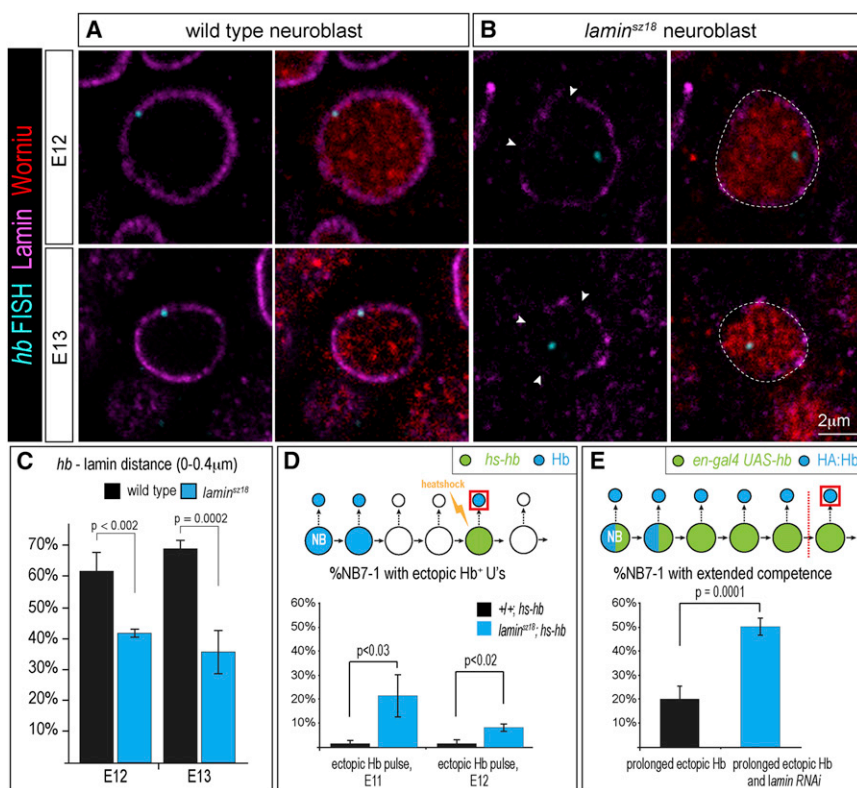 A wild type neuroblast
B lamin^sz18 neuroblast
hb FISH Lamin Worniu
E12
E13
2μm
C hb - lamin distance (0-0.4μm)
wild type lamin^sz18
p < 0.002
p = 0.0002
70%
60%
50%
40%
30%
20%
10%
E12 E13
D hs-hb Hb
heatshock
NB
%NB7-1 with ectopic Hb⁺ U's
+/+; hs-hb
lamin^sz18; hs-hb
p<0.03
p<0.02
60%
50%
40%
30%
20%
10%
ectopic Hb pulse,
E11
ectopic Hb pulse,
E12
E en-gal4 UAS-hb HA:Hb
NB
%NB7-1 with extended competence
p = 0.0001
60%
50%
40%
30%
20%
10%
prolonged ectopic Hb
prolonged ectopic Hb
and lamin RNAi